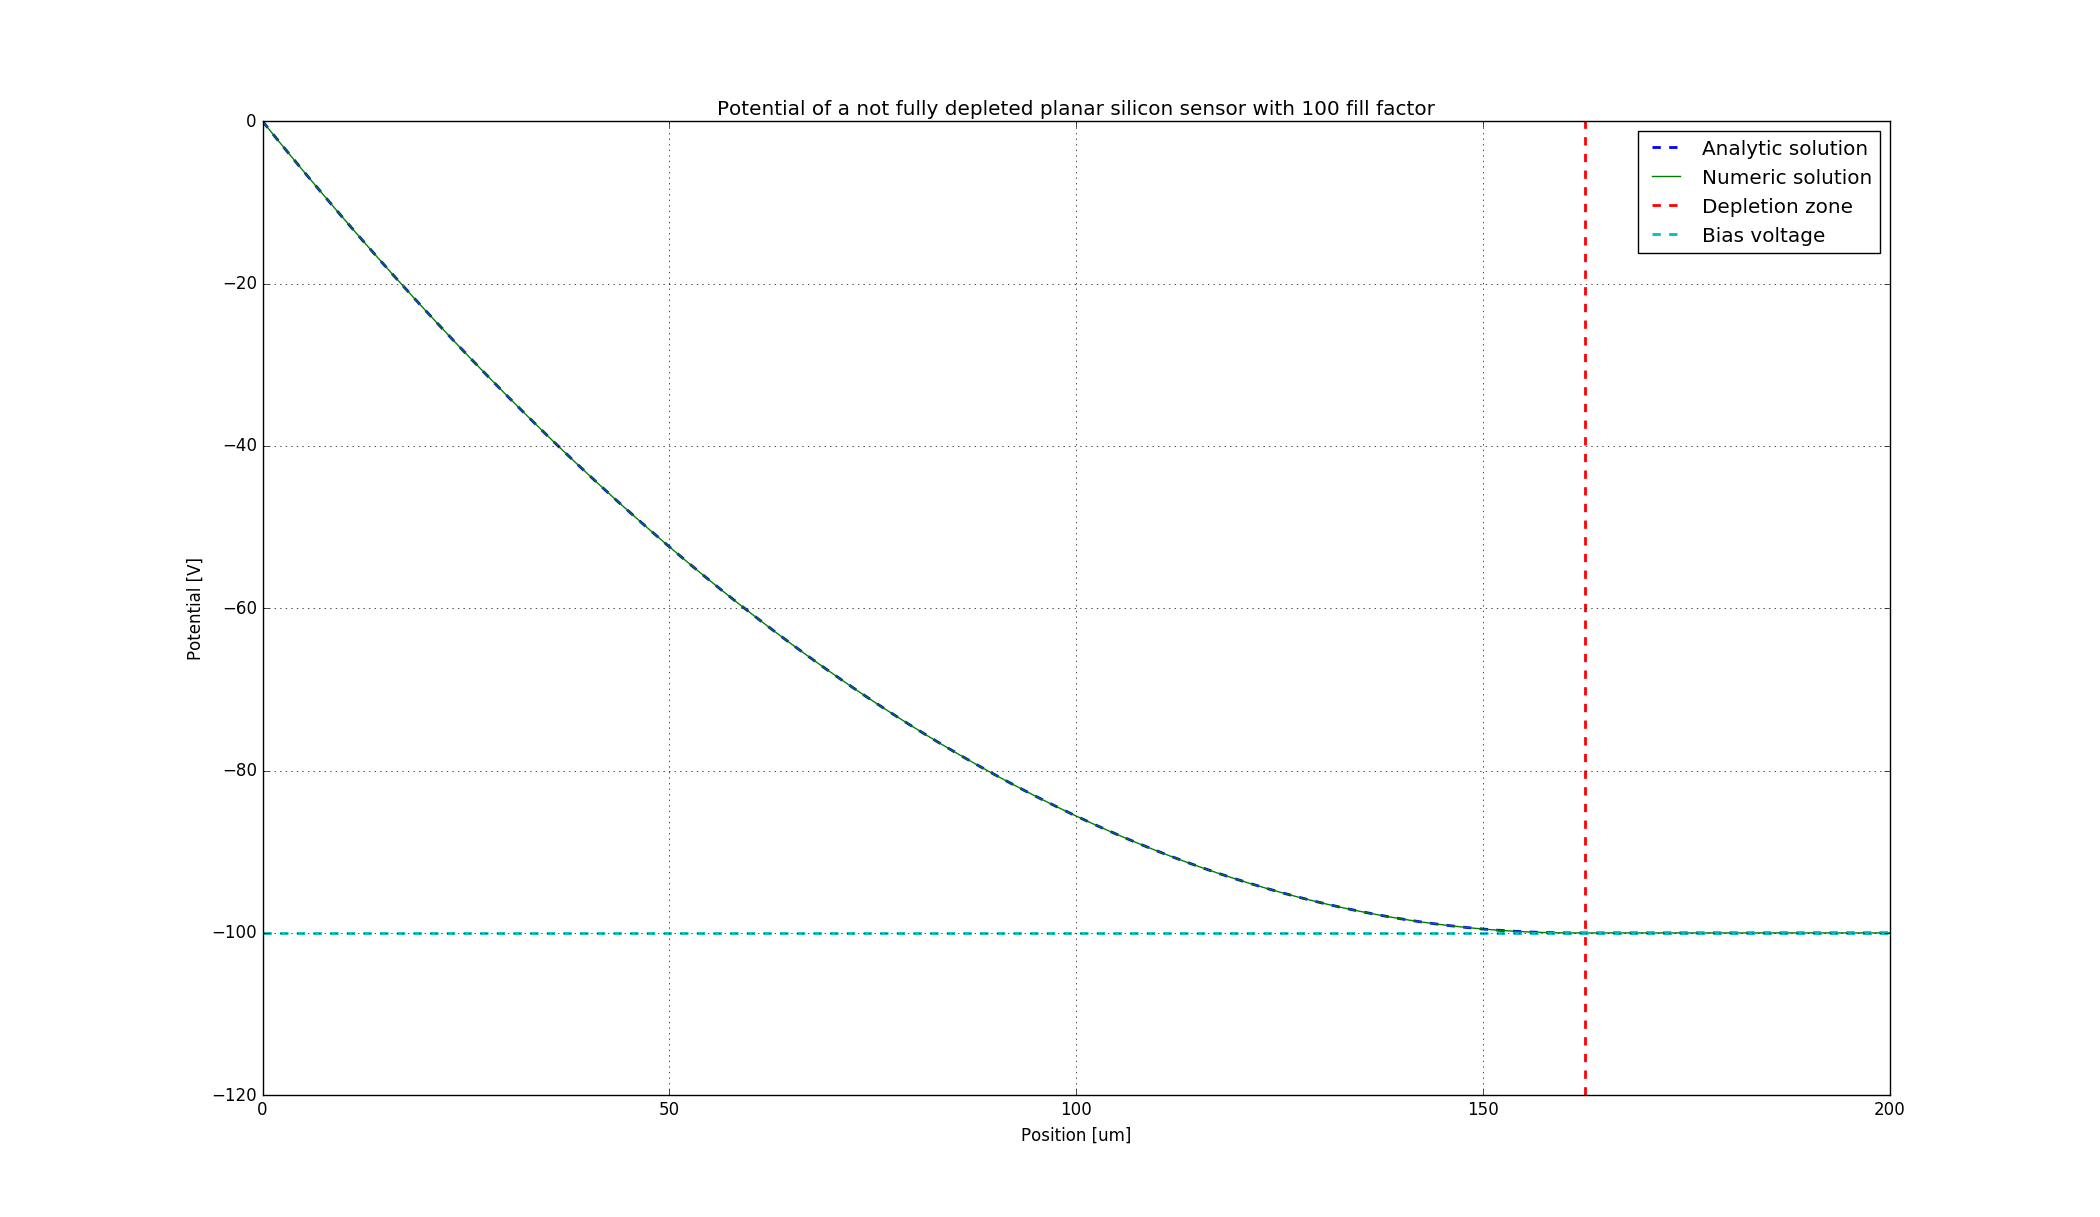 Potential of a not fully depleted planar silicon sensor with 100 fill factor
0
−20
−40
−60
−80
−100
−120
Potential [V]
Analytic solution
Numeric solution
Depletion zone
Bias voltage
0 50 100 150 200
Position [um]